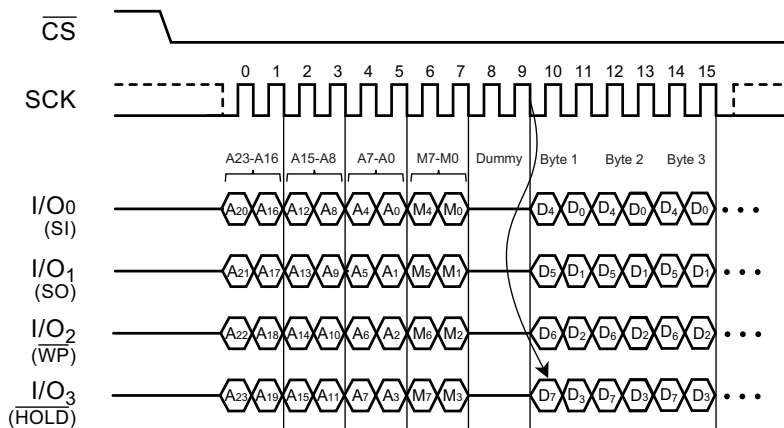 CS
SCK
0 1 2 3 4 5 6 7 8 9 10 11 12 13 14 15
A23-A16 A15-A8 A7-A0 M7-M0 Dummy Byte 1 Byte 2 Byte 3
I/O0 A20 A16 A12 A8 A4 A0 M4 M0 D4 D0 D4 D0 D4 D0 • • •
(SI)
I/O1 A21 A17 A13 A9 A5 A1 M5 M1 D5 D1 D5 D1 D5 D1 • • •
(SO)
I/O2 A22 A18 A14 A10 A6 A2 M6 M2 D6 D2 D6 D2 D6 D2 • • •
(WP)
I/O3 A23 A19 A15 A11 A7 A3 M7 M3 D7 D3 D7 D3 D7 D3 • • •
(HOLD)